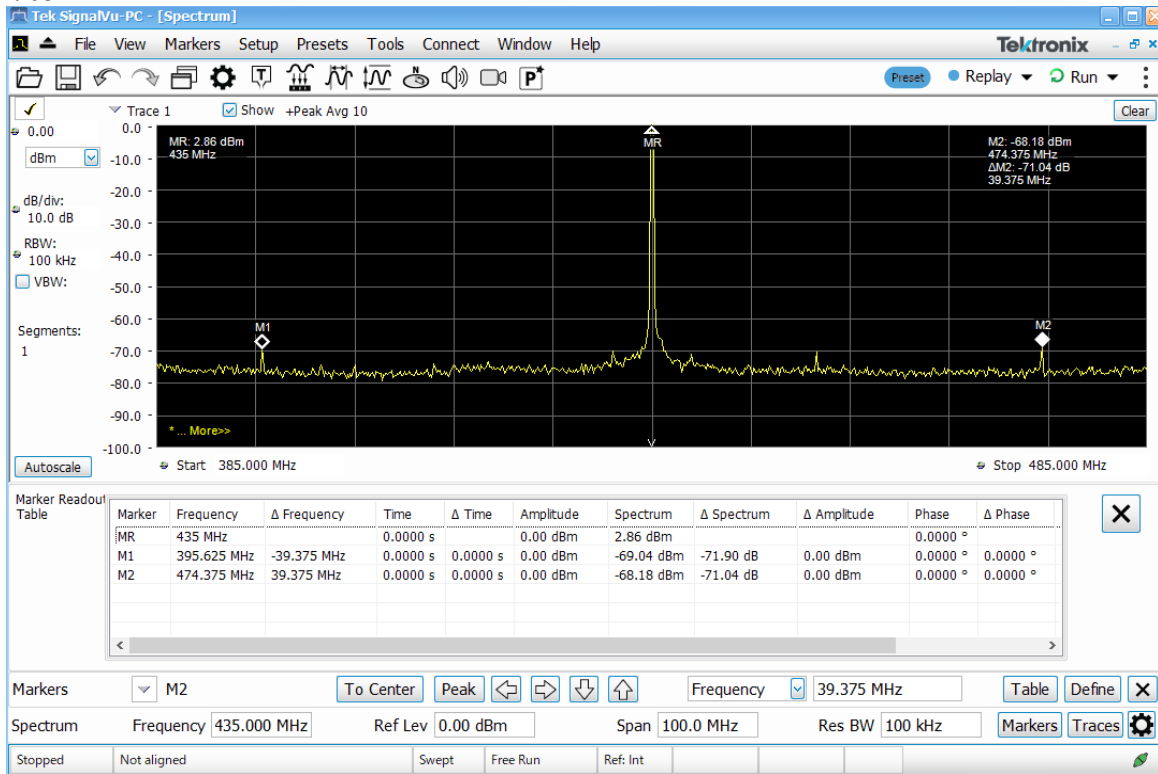 Tek SignalVu-PC - [Spectrum]
File View Markers Setup Presets Tools Connect Window Help
Tektronix
T N P Preset Replay Run
Trace 1 Show +Peak Avg 10 Clear
0.00
dBm
dB/div:
10.0 dB
RBW:
100 kHz
VBW:
Segments:
1
Autoscale
0.0
-10.0
-20.0
-30.0
-40.0
-50.0
-60.0
-70.0
-80.0
-90.0
-100.0
MR: 2.86 dBm
435 MHz
MR
M2: -68.18 dBm
474.375 MHz
ΔM2: -71.04 dB
39.375 MHz
M1
M2
* ... More>>
Start 385.000 MHz Stop 485.000 MHz
Marker Readout
Table
Marker Frequency Δ Frequency Time Δ Time Amplitude Spectrum Δ Spectrum Δ Amplitude Phase Δ Phase
MR 435 MHz 0.0000 s 0.00 dBm 2.86 dBm 0.0000 °
M1 395.625 MHz -39.375 MHz 0.0000 s 0.0000 s 0.00 dBm -69.04 dBm -71.90 dB 0.00 dBm 0.0000 ° 0.0000 °
M2 474.375 MHz 39.375 MHz 0.0000 s 0.0000 s 0.00 dBm -68.18 dBm -71.04 dB 0.00 dBm 0.0000 ° 0.0000 °
Markers M2 To Center Peak Frequency 39.375 MHz Table Define
Spectrum Frequency 435.000 MHz Ref Lev 0.00 dBm Span 100.0 MHz Res BW 100 kHz Markers Traces
Stopped Not aligned Swept Free Run Ref: Int